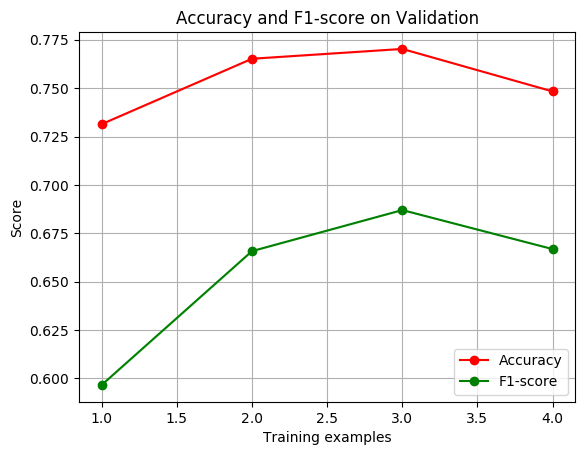 Accuracy and F1-score on Validation
0.775
0.750
0.725
0.700
0.675
0.650
0.625
0.600
Score
Accuracy
F1-score
1.0 1.5 2.0 2.5 3.0 3.5 4.0
Training examples